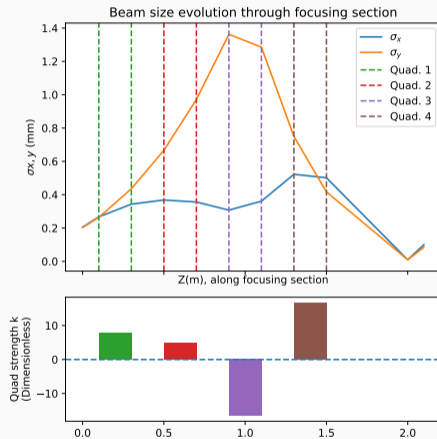 Beam size evolution through focusing section
σx, y (mm)
1.4
1.2
1.0
0.8
0.6
0.4
0.2
0.0
σx
σy
Quad. 1
Quad. 2
Quad. 3
Quad. 4
Z(m), along focusing section
Quad strength k
(Dimensionless)
10
0
−10
0.0 0.5 1.0 1.5 2.0